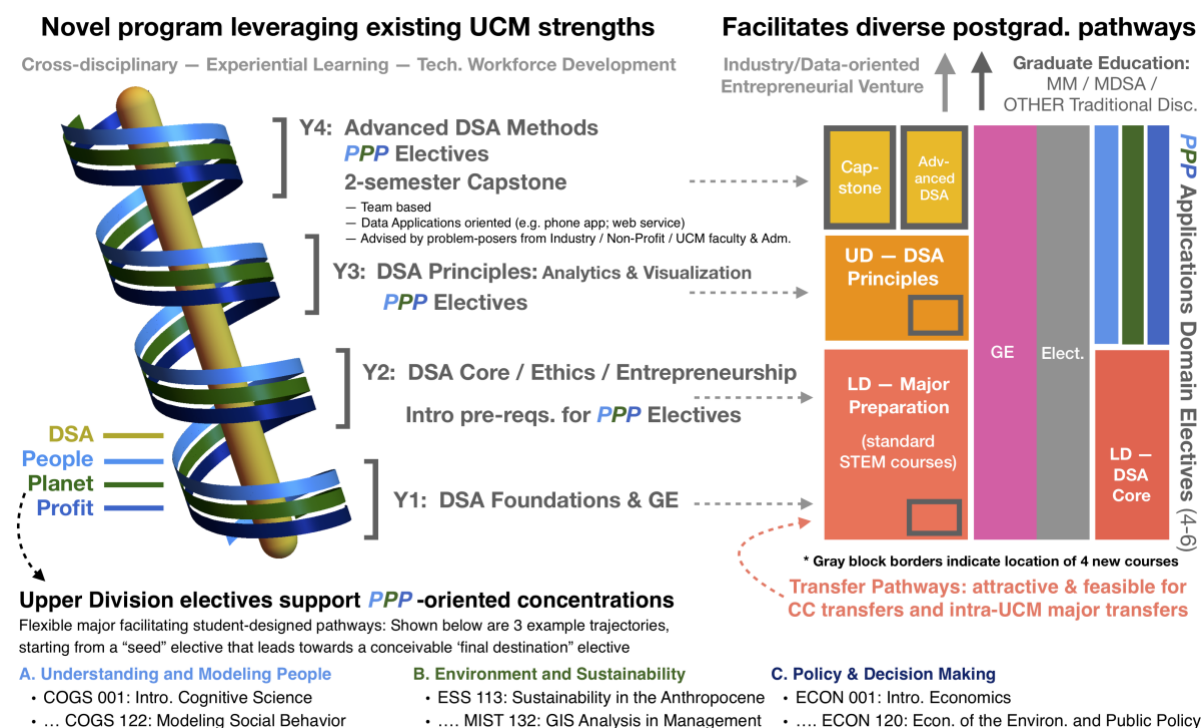 Novel program leveraging existing UCM strengths
Cross-disciplinary — Experiential Learning — Tech. Workforce Development
Y4: Advanced DSA Methods
PPP Electives
2-semester Capstone
— Team based
— Data Applications oriented (e.g. phone app; web service)
— Advised by problem-posers from Industry / Non-Profit / UCM faculty & Adm.
Y3: DSA Principles: Analytics & Visualization
PPP Electives
Y2: DSA Core / Ethics / Entrepreneurship
Intro pre-reqs. for PPP Electives
Y1: DSA Foundations & GE
DSA
People
Planet
Profit
Facilitates diverse postgrad. pathways
Industry/Data-oriented
Entrepreneurial Venture
Graduate Education:
MM / MDSA /
OTHER Traditional Disc.
Cap-
stone
Adv-
anced
DSA
UD — DSA
Principles
LD — Major
Preparation
(standard
STEM courses)
GE
Elect.
LD —
DSA
Core
PPP Applications Domain Electives (4-6)
* Gray block borders indicate location of 4 new courses
Transfer Pathways: attractive & feasible for
CC transfers and intra-UCM major transfers
Upper Division electives support PPP -oriented concentrations
Flexible major facilitating student-designed pathways: Shown below are 3 example trajectories,
starting from a “seed” elective that leads towards a conceivable ‘final destination” elective
A. Understanding and Modeling People
• COGS 001: Intro. Cognitive Science
• … COGS 122: Modeling Social Behavior
B. Environment and Sustainability
• ESS 113: Sustainability in the Anthropocene
• …. MIST 132: GIS Analysis in Management
C. Policy & Decision Making
• ECON 001: Intro. Economics
• …. ECON 120: Econ. of the Environ. and Public Policy